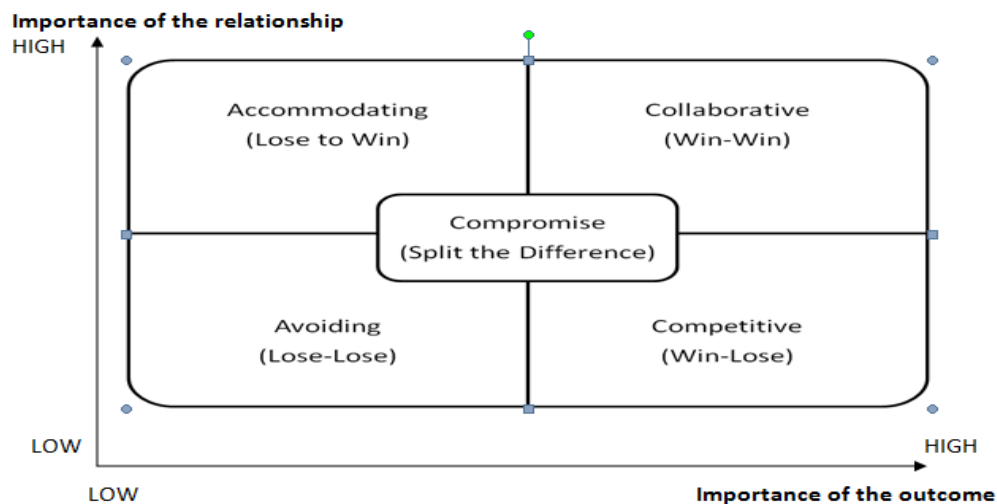 Importance of the relationship
HIGH
Accommodating
(Lose to Win)
Collaborative
(Win-Win)
Compromise
(Split the Difference)
Avoiding
(Lose-Lose)
Competitive
(Win-Lose)
LOW
HIGH
LOW
Importance of the outcome